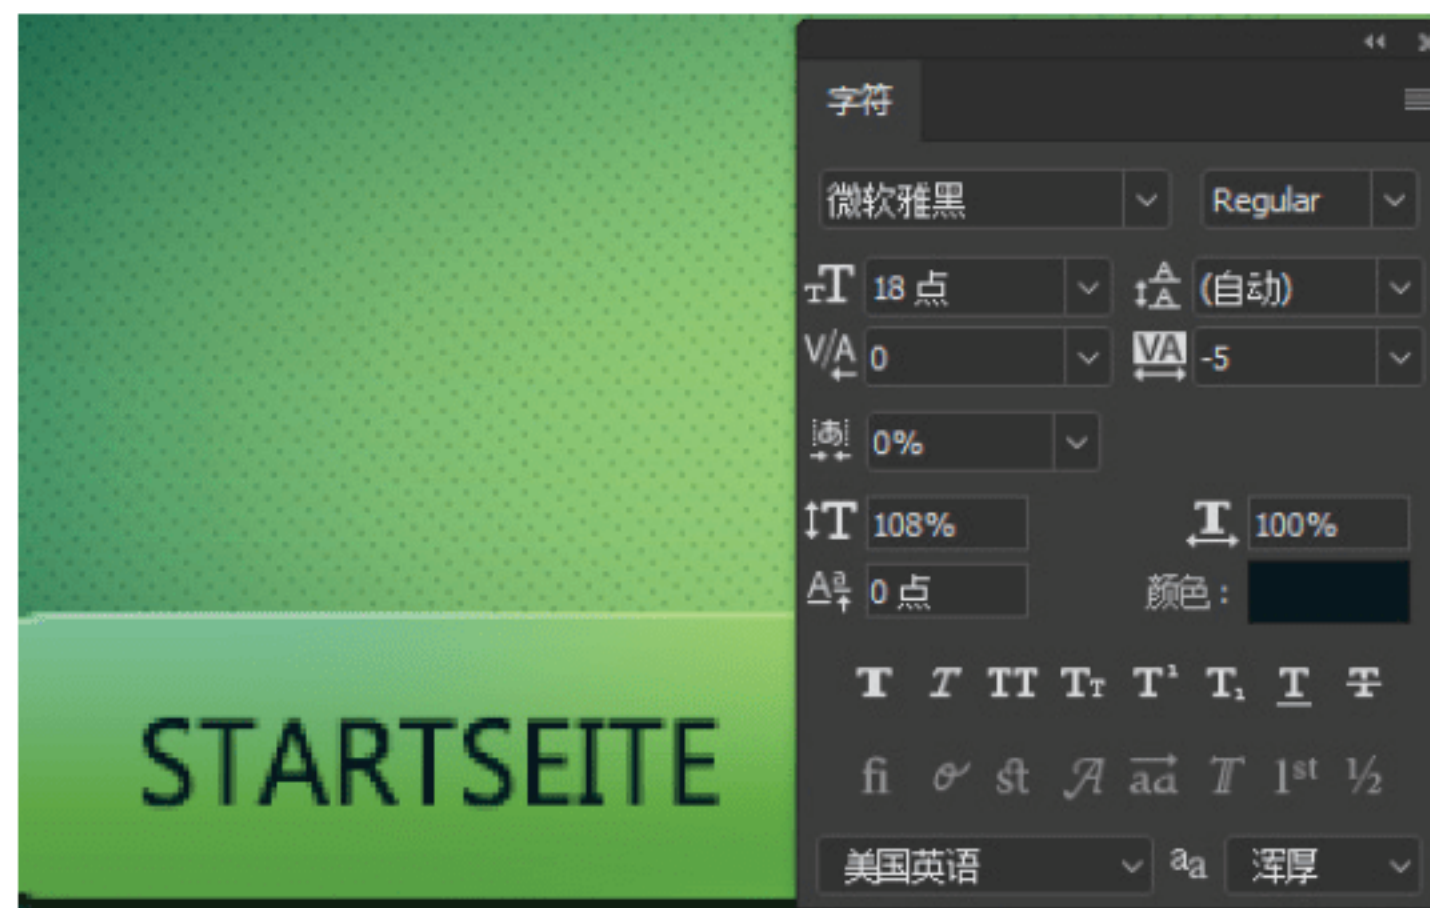 字符
微软雅黑 Regular
18 点 (自动)
0 -5
0%
108% 100%
0 点 颜色：
STARTSEITE
美国英语 aa 浑厚